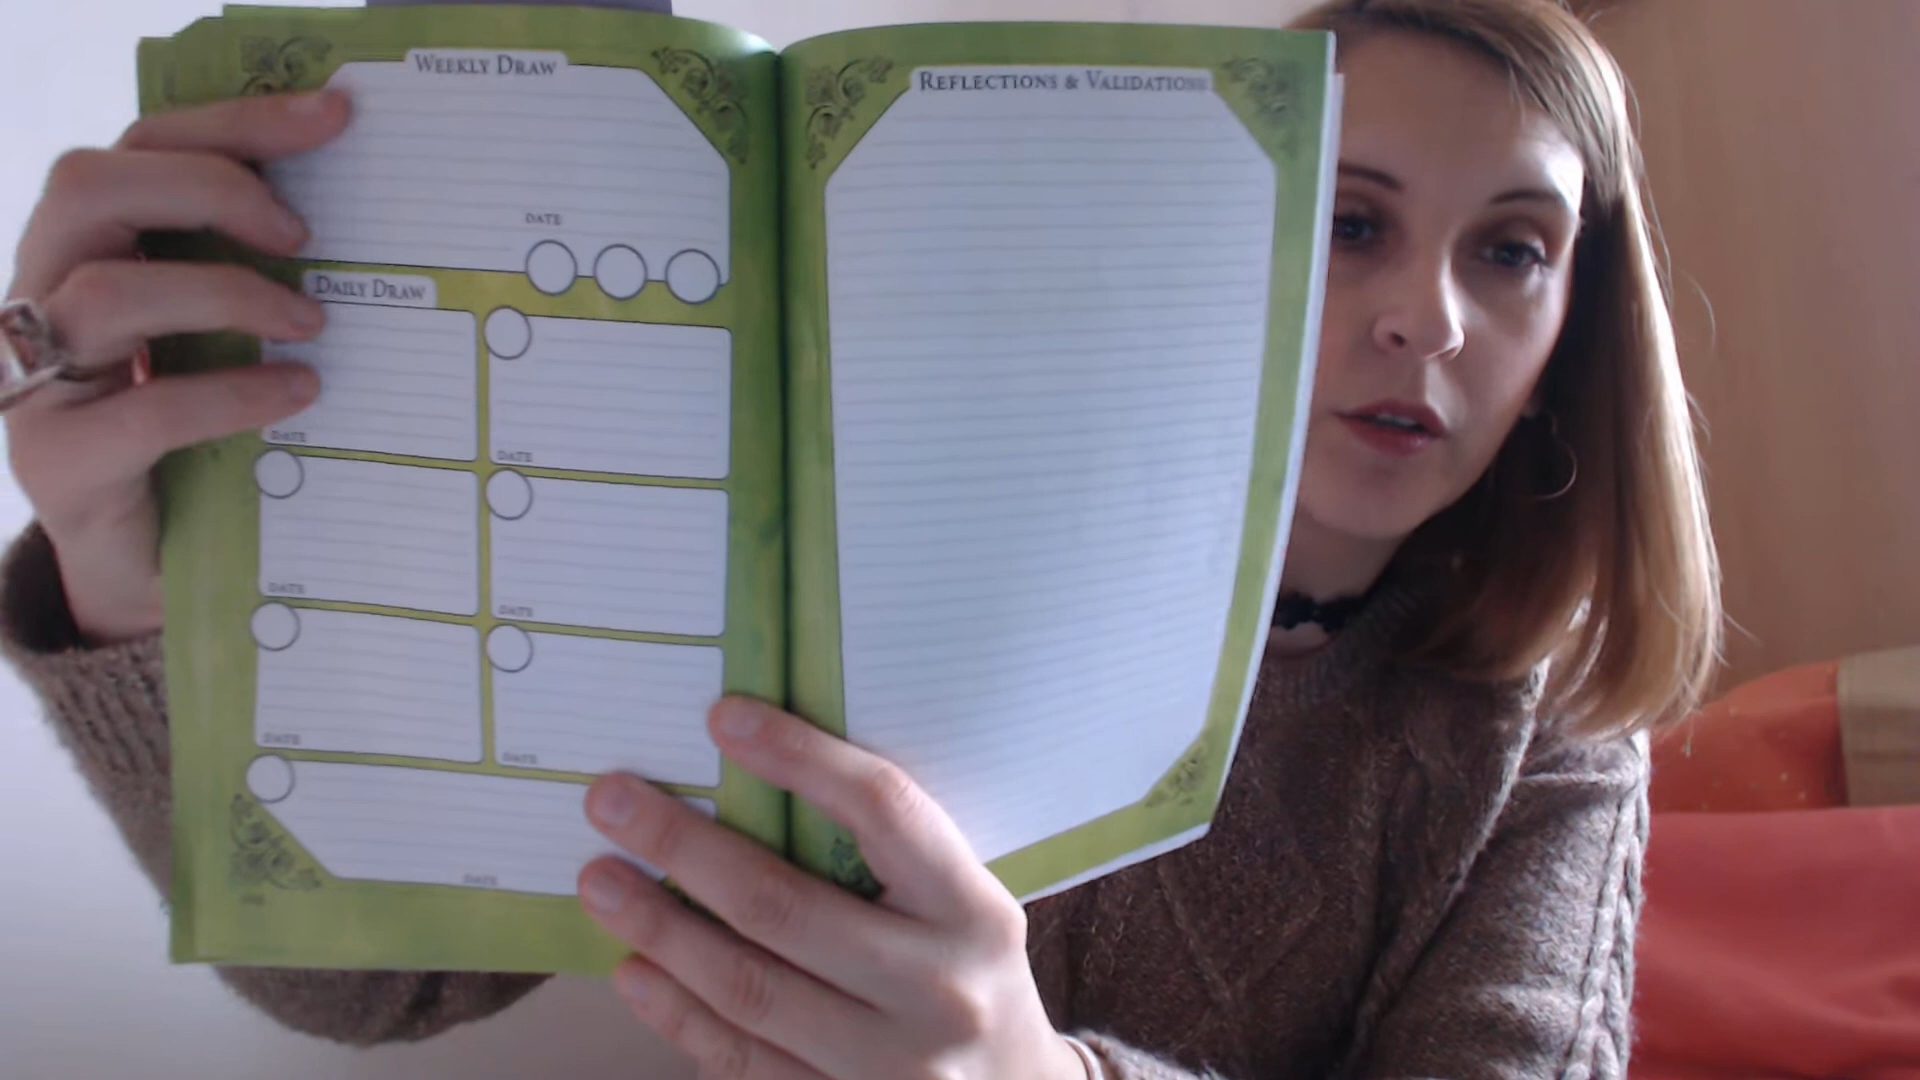 WEEKLY DRAW
DATE
DAILY DRAW
DATE
DATE
DATE
DATE
DATE
DATE
DATE
REFLECTIONS & VALIDATIONS